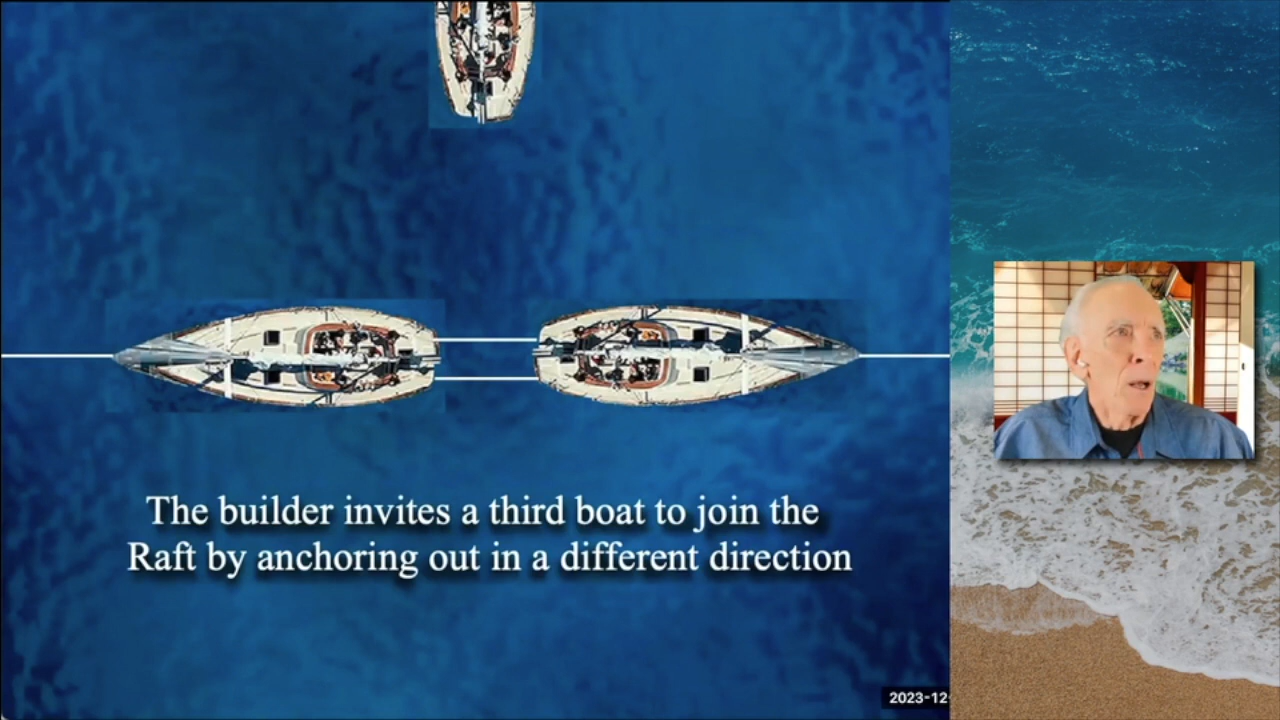 The builder invites a third boat to join the
Raft by anchoring out in a different direction
2023-12